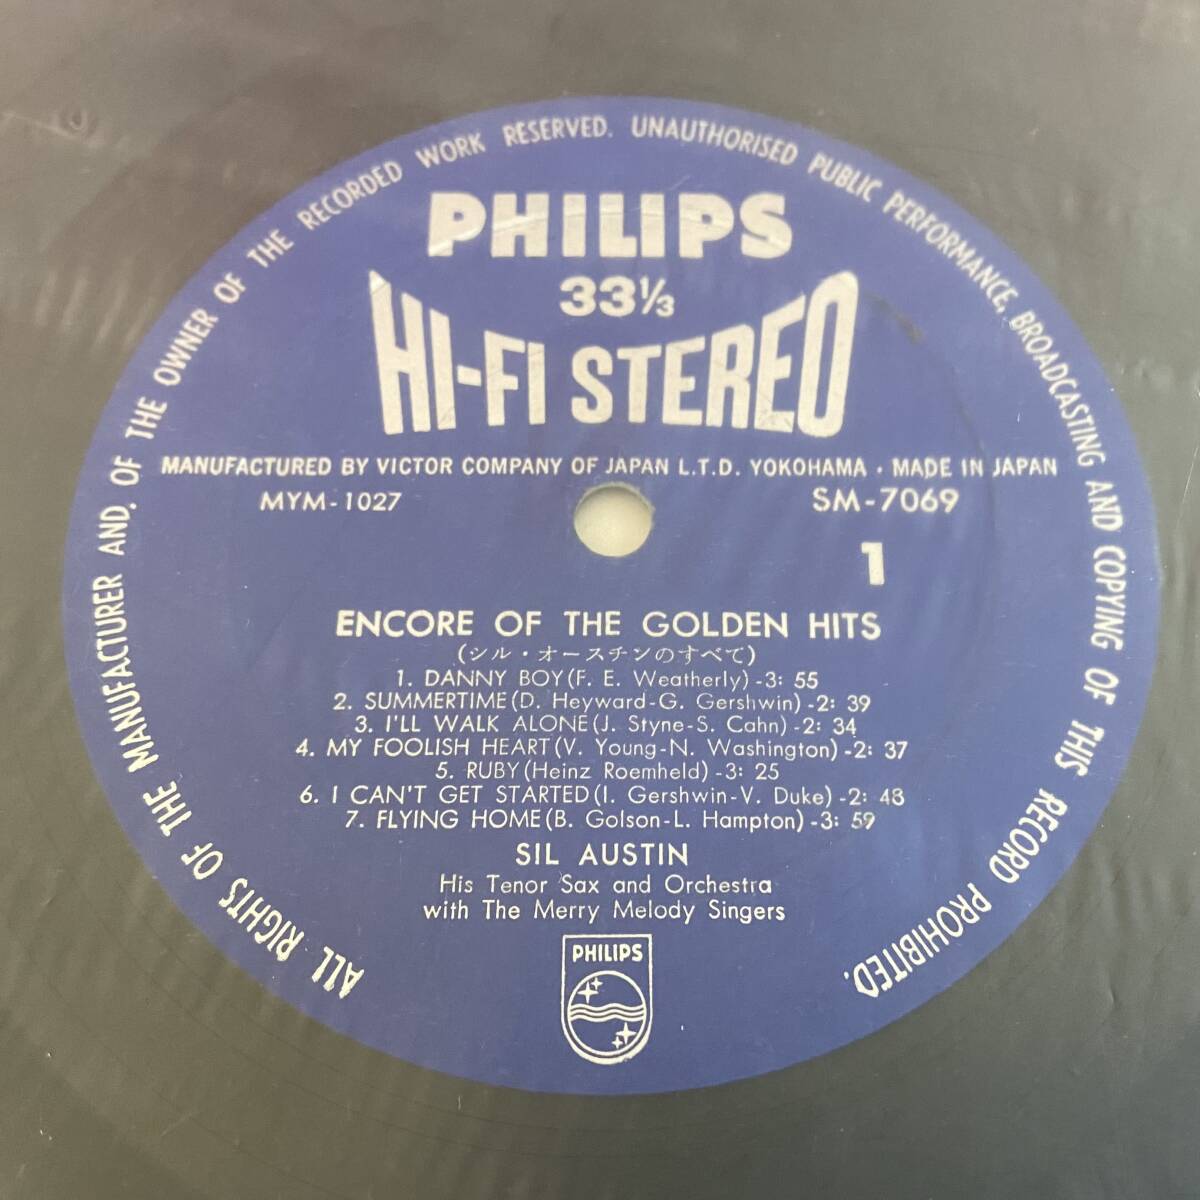 ALL RIGHTS OF THE MANUFACTURER AND, OF THE OWNER OF THE RECORDED WORK RESERVED. UNAUTHORISED PUBLIC PERFORMANCE, BROADCASTING AND COPYING OF THIS RECORD PROHIBITED.
PHILIPS
33⅓
HI-FI STEREO
MANUFACTURED BY VICTOR COMPANY OF JAPAN L.T.D. YOKOHAMA • MADE IN JAPAN
MYM-1027 SM-7069
1
ENCORE OF THE GOLDEN HITS
(シル・オースチンのすべて)
1. DANNY BOY(F. E. Weatherly)-3: 55
2. SUMMERTIME(D. Heyward-G. Gershwin)-2: 39
3. I'LL WALK ALONE(J. Styne-S. Cahn)-2: 34
4. MY FOOLISH HEART(V. Young-N. Washington)-2: 37
5. RUBY(Heinz Roemheld)-3: 25
6. I CAN'T GET STARTED(I. Gershwin-V. Duke)-2: 48
7. FLYING HOME(B. Golson-L. Hampton)-3: 59
SIL AUSTIN
His Tenor Sax and Orchestra
with The Merry Melody Singers
PHILIPS